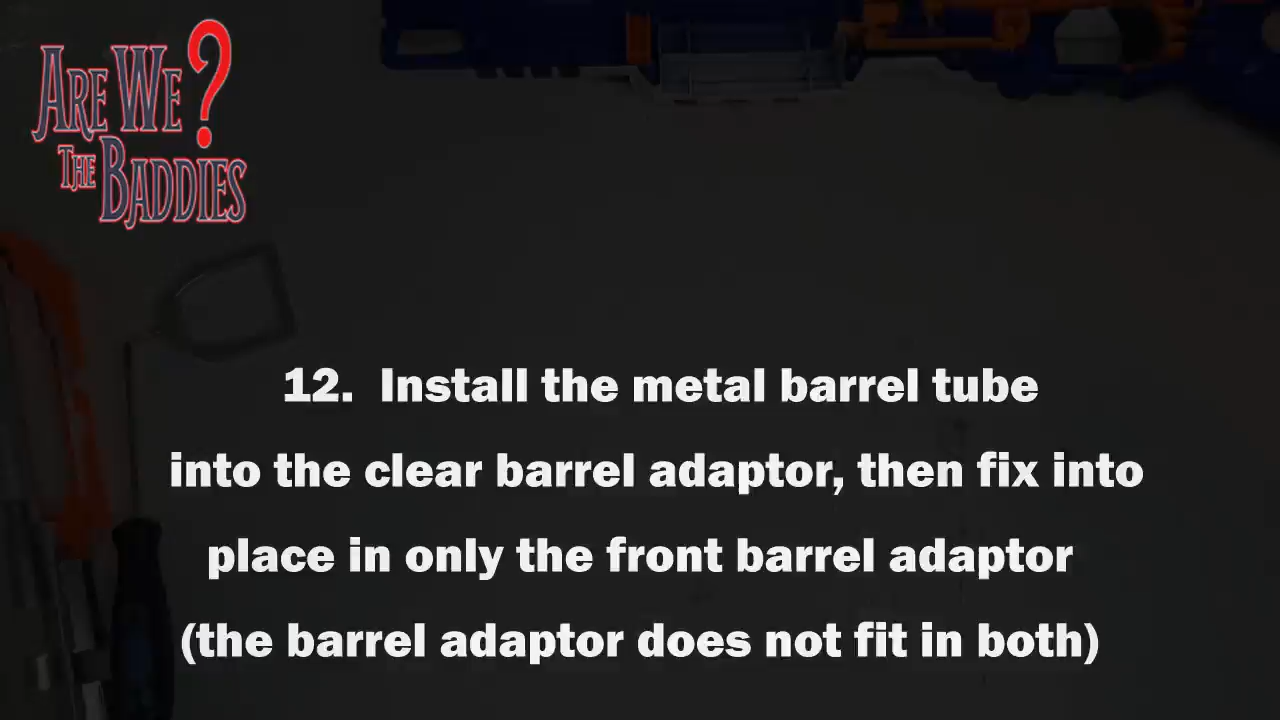 ARE WE?
THE BADDIES
12. Install the metal barrel tube
into the clear barrel adaptor, then fix into
place in only the front barrel adaptor
(the barrel adaptor does not fit in both)